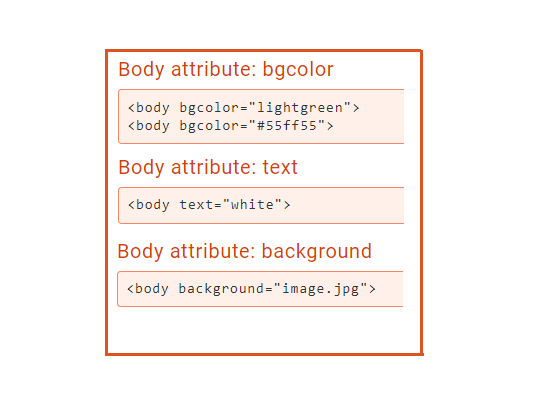 Body attribute: bgcolor
<body bgcolor="lightgreen">
<body bgcolor="#55ff55">
Body attribute: text
<body text="white">
Body attribute: background
<body background="image.jpg">